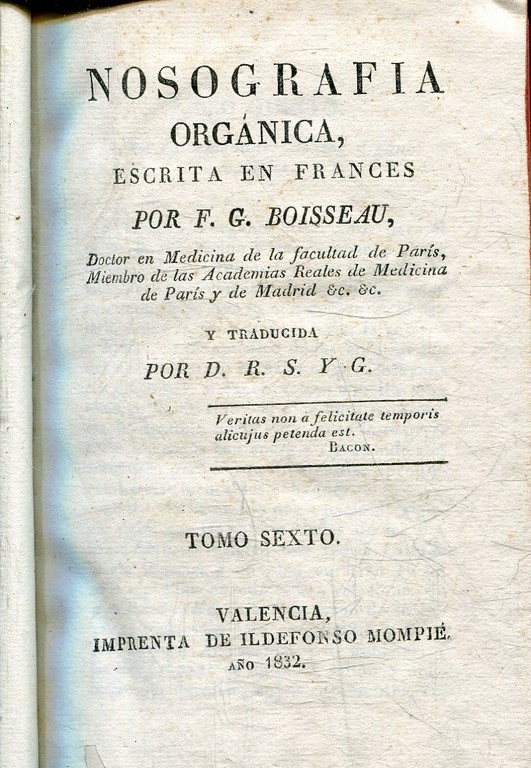 NOSOGRAFIA
ORGÁNICA,
ESCRITA EN FRANCES
POR F. G. BOISSEAU,
Doctor en Medicina de la facultad de París,
Miembro de las Academias Reales de Medicina
de París y de Madrid &c. &c.
Y TRADUCIDA
POR D. R. S. Y G.
Veritas non à felicitate temporis
alicujus petenda est.
BACON.
TOMO SEXTO.
VALENCIA,
IMPRENTA DE ILDEFONSO MOMPIÉ.
AÑO 1832.